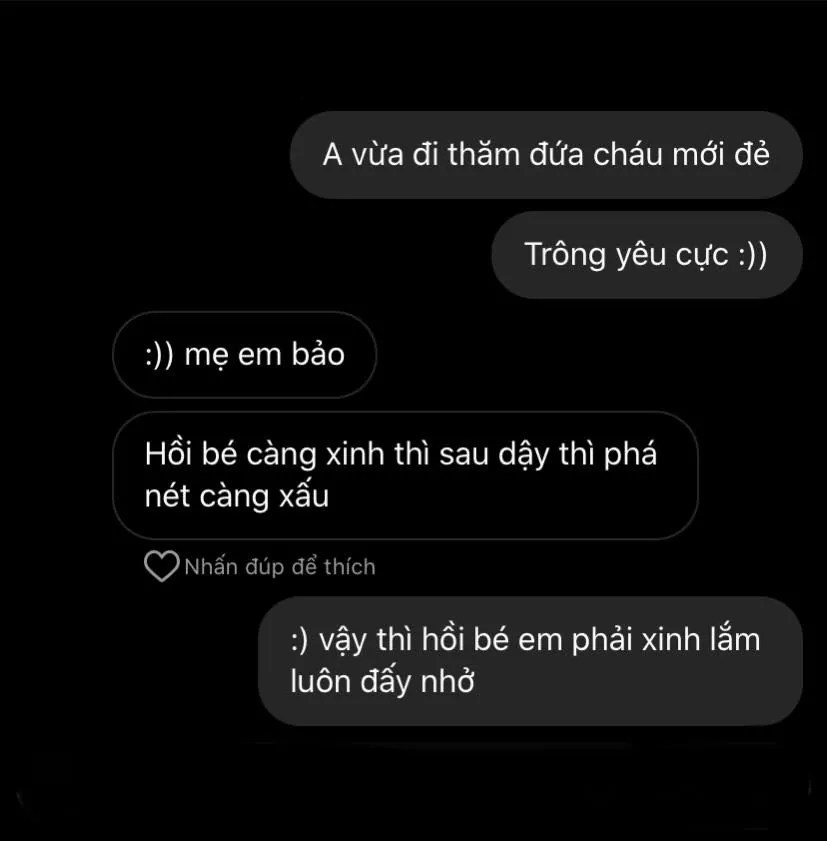 A vừa đi thăm đứa cháu mới đẻ
Trông yêu cực :))
:)) mẹ em bảo
Hồi bé càng xinh thì sau dậy thì phá
nét càng xấu
Nhấn đúp để thích
:) vậy thì hồi bé em phải xinh lắm
luôn đấy nhở